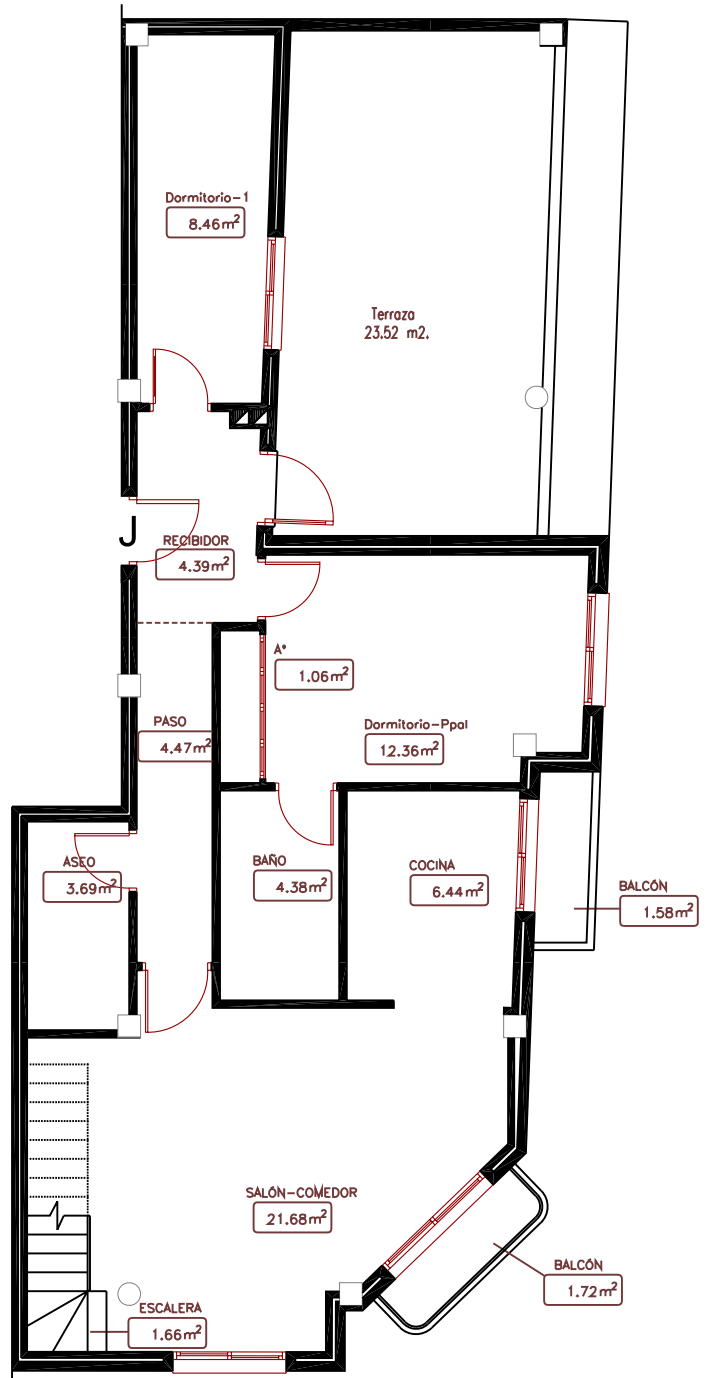 Dormitorio-1
8.46m²
Terraza
23.52 m2.
J
RECIBIDOR
4.39m²
A*
1.06m²
PASO
4.47m²
Dormitorio-Ppal
12.36m²
ASEO
3.69m²
BAÑO
4.38m²
COCINA
6.44m²
BALCÓN
1.58m²
SALÓN-COMEDOR
21.68m²
BALCÓN
1.72m²
ESCALERA
1.66m²